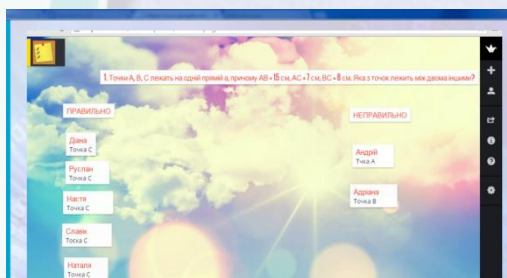 1. Точки А, В, С лежать на одній прямій а, причому АВ = 15 см, АС = 7 см, ВС = 8 см. Яка з точок лежить між двома іншими?
ПРАВИЛЬНО
НЕПРАВИЛЬНО
Діана
Точка С
Руслан
Точка С
Настя
Точка С
Славік
Тоска С
Наталя
Точка С
Андрій
Тчка А
Адріана
Точка В